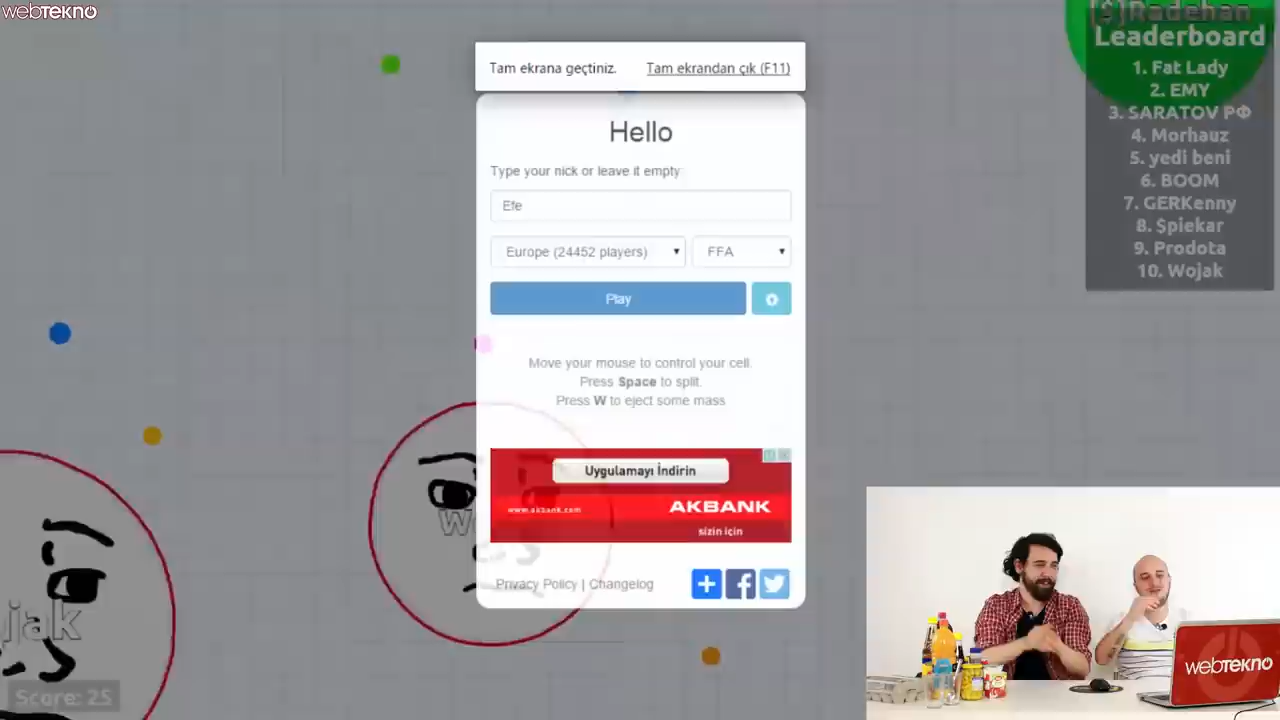 webtekno
[S]Radehan
Leaderboard
1. Fat Lady
2. EMY
3. SARATOV РФ
4. Morhauz
5. yedi beni
6. BOOM
7. GERKenny
8. Şpiekar
9. Prodota
10. Wojak
Tam ekrana geçtiniz. Tam ekrandan çık (F11)
Hello
Type your nick or leave it empty:
Efe
Europe (24452 players) FFA
Play
Move your mouse to control your cell.
Press Space to split.
Press W to eject some mass
Uygulamayı İndirin
www.akbank.com AKBANK
sizin için
Privacy Policy | Changelog
jak
Score: 25
webtekno